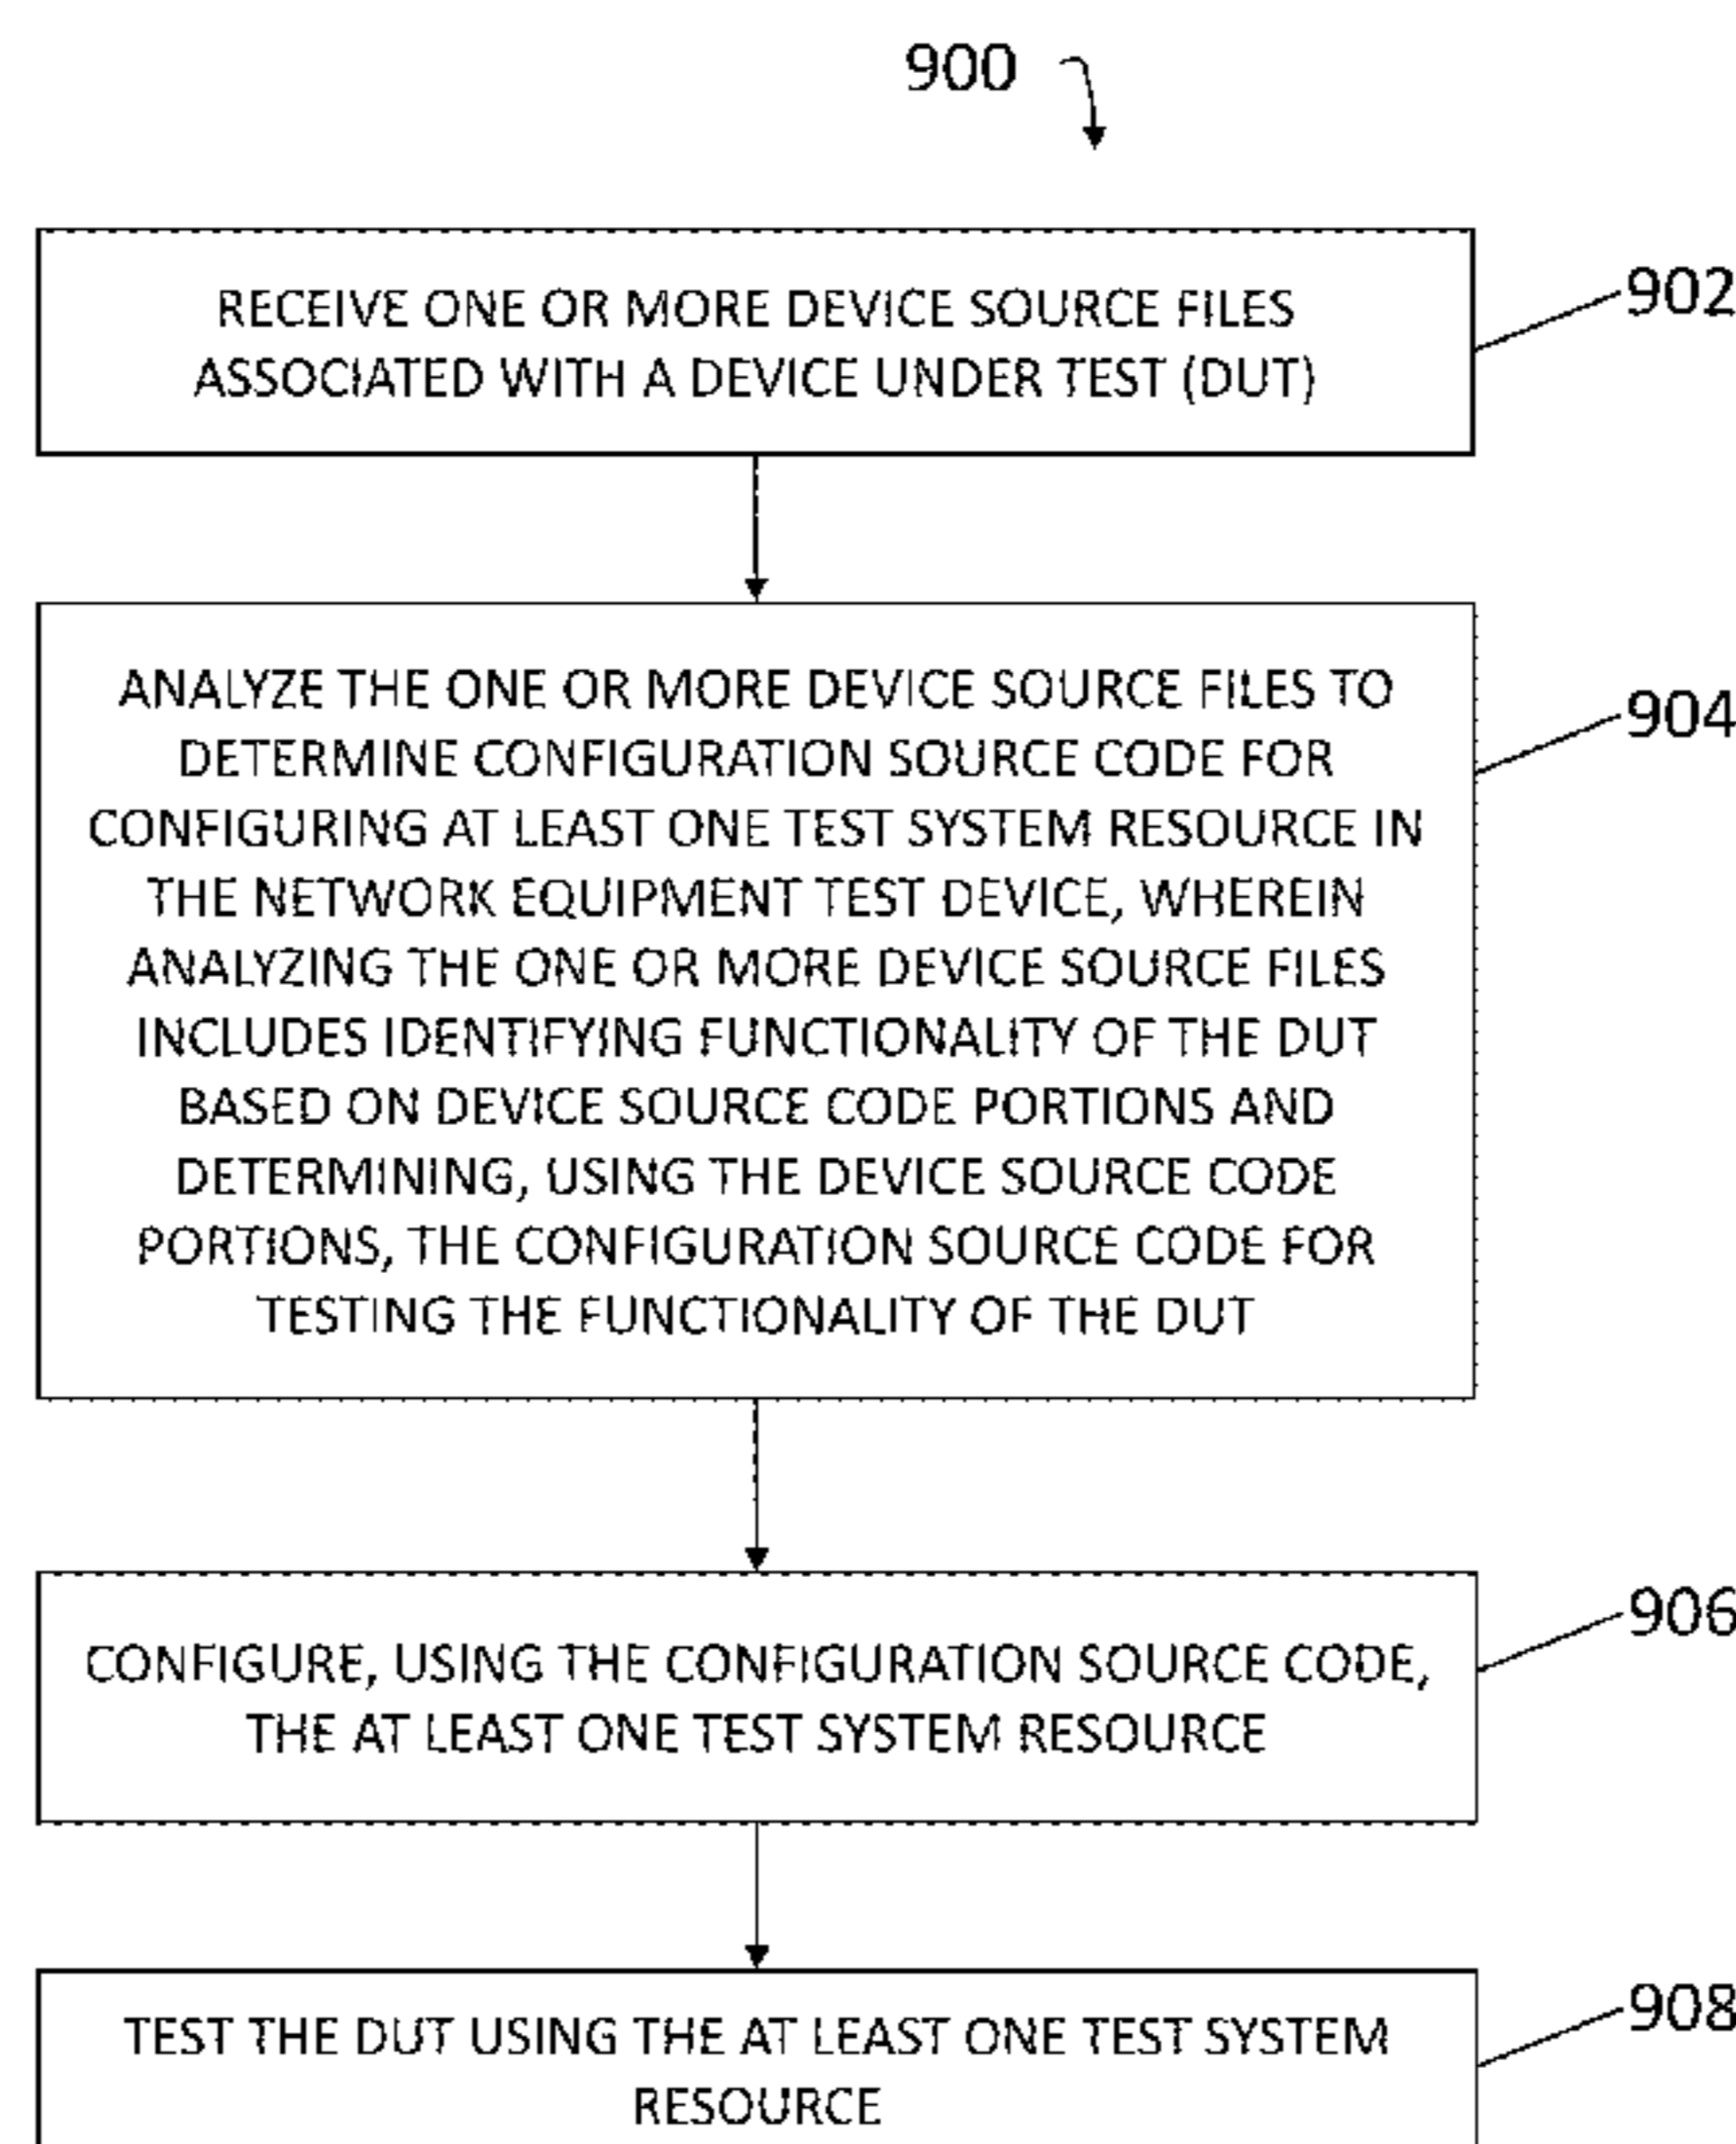 900
RECEIVE ONE OR MORE DEVICE SOURCE FILES
ASSOCIATED WITH A DEVICE UNDER TEST (DUT)
902
ANALYZE THE ONE OR MORE DEVICE SOURCE FILES TO
DETERMINE CONFIGURATION SOURCE CODE FOR
CONFIGURING AT LEAST ONE TEST SYSTEM RESOURCE IN
THE NETWORK EQUIPMENT TEST DEVICE, WHEREIN
ANALYZING THE ONE OR MORE DEVICE SOURCE FILES
INCLUDES IDENTIFYING FUNCTIONALITY OF THE DUT
BASED ON DEVICE SOURCE CODE PORTIONS AND
DETERMINING, USING THE DEVICE SOURCE CODE
PORTIONS, THE CONFIGURATION SOURCE CODE FOR
TESTING THE FUNCTIONALITY OF THE DUT
904
CONFIGURE, USING THE CONFIGURATION SOURCE CODE,
THE AT LEAST ONE TEST SYSTEM RESOURCE
906
TEST THE DUT USING THE AT LEAST ONE TEST SYSTEM
RESOURCE
908